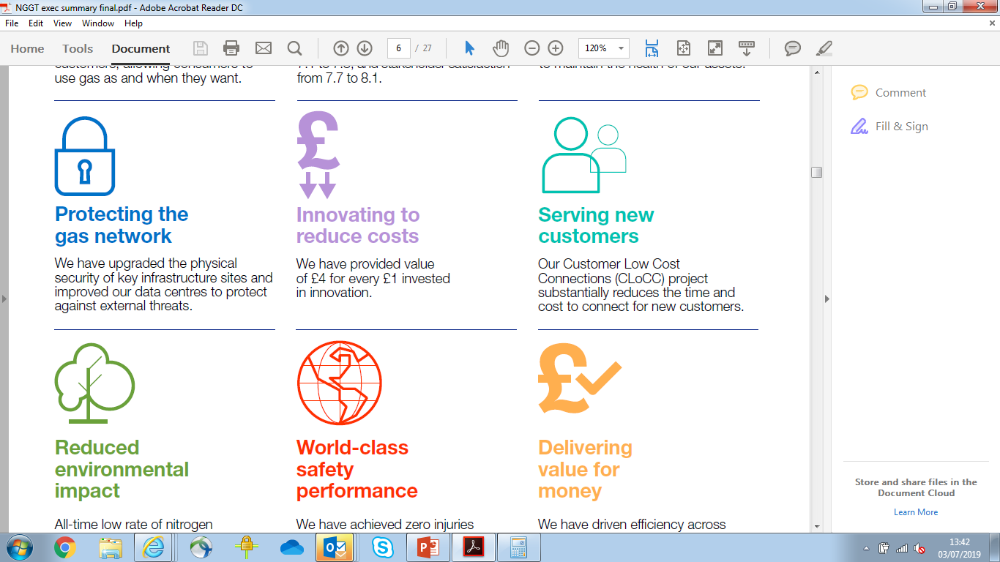 NGGT exec summary final.pdf - Adobe Acrobat Reader DC
File Edit View Window Help
Home Tools Document 6 / 27 120%
use gas as and when they want.
from 7.7 to 8.1.
to maintain the health of our assets.
Protecting the
gas network
We have upgraded the physical
security of key infrastructure sites and
improved our data centres to protect
against external threats.
Innovating to
reduce costs
We have provided value
of £4 for every £1 invested
in innovation.
Serving new
customers
Our Customer Low Cost
Connections (CLoCC) project
substantially reduces the time and
cost to connect for new customers.
Reduced
environmental
impact
All-time low rate of nitrogen
World-class
safety
performance
We have achieved zero injuries
Delivering
value for
money
We have driven efficiency across
Comment
Fill & Sign
Store and share files in the
Document Cloud
Learn More
13:42
03/07/2019